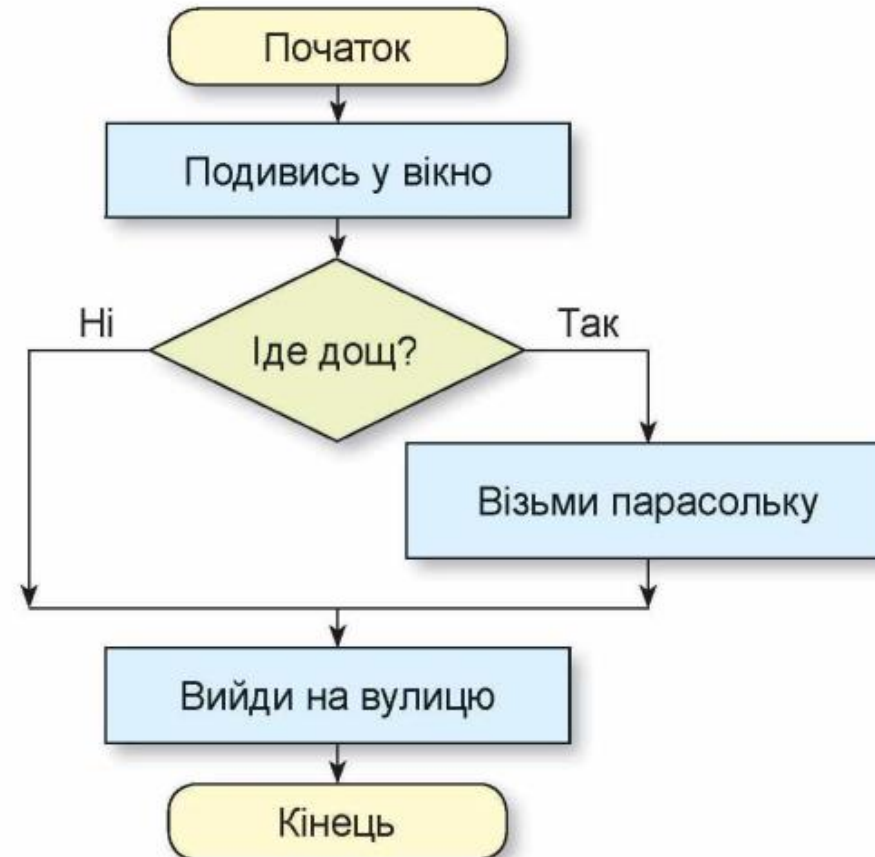 Початок
Подивись у вікно
Іде дощ?
Ні
Так
Візьми парасольку
Вийди на вулицю
Кінець